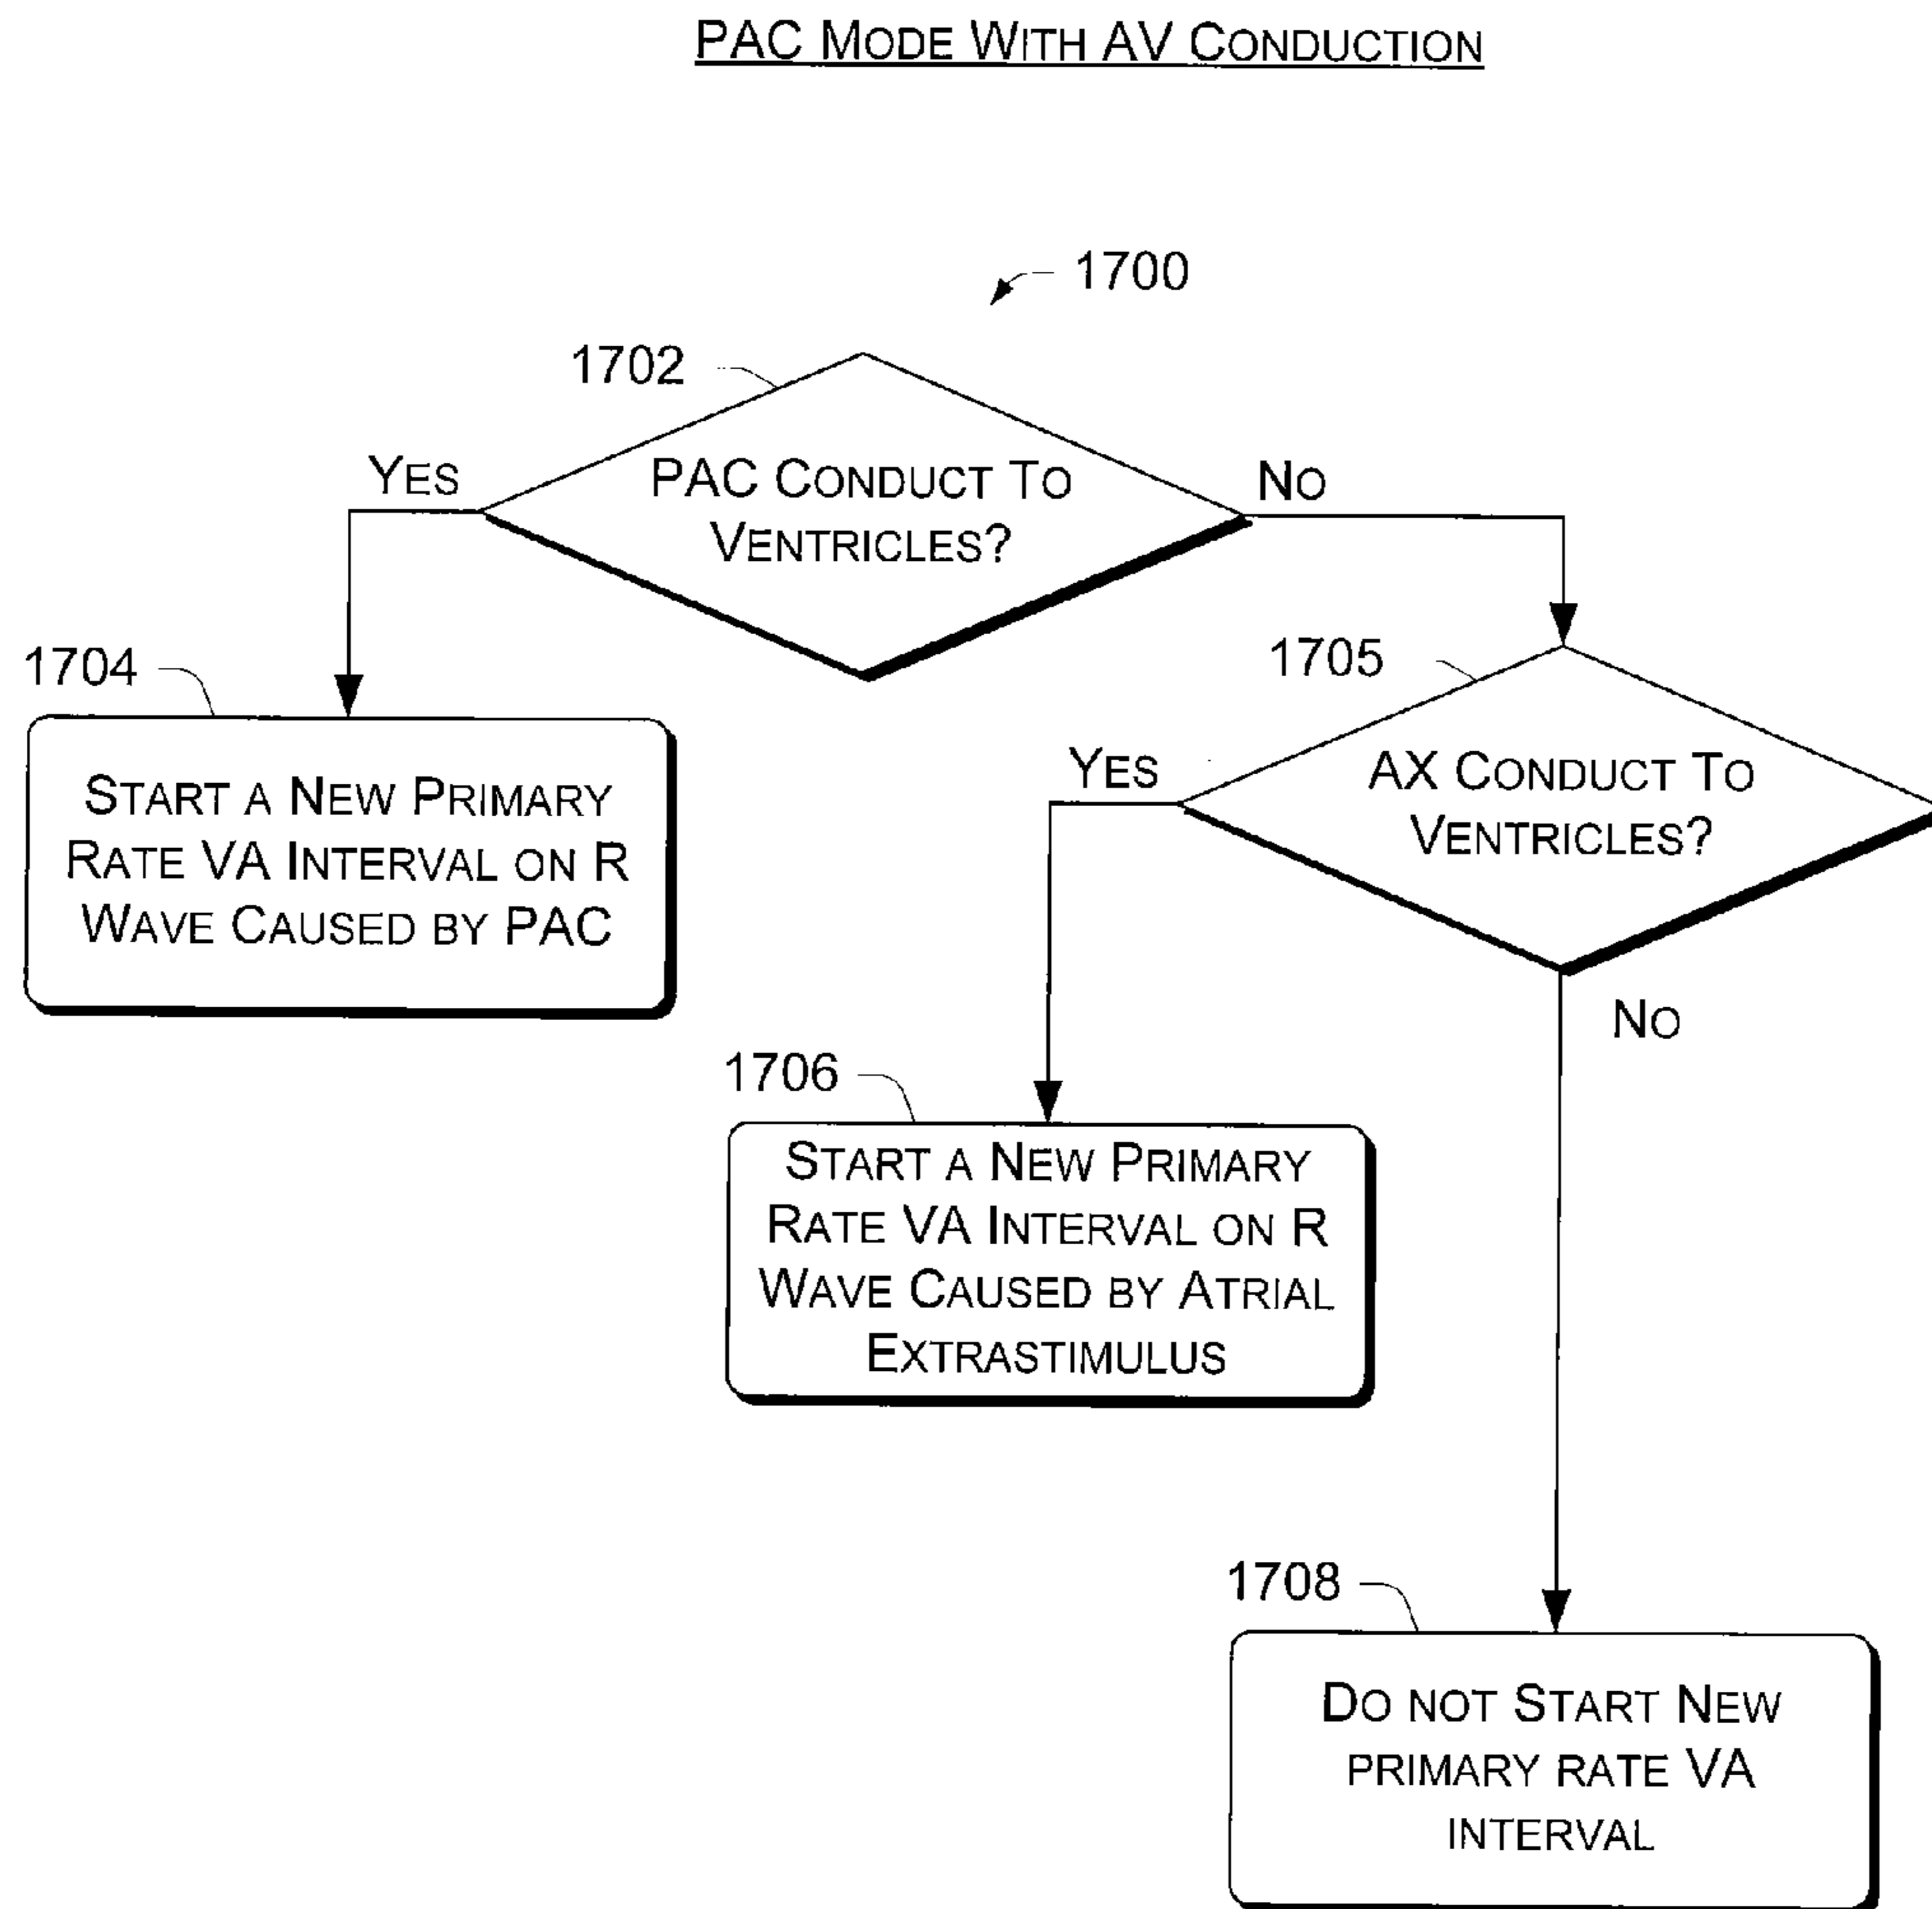 PAC MODE WITH AV CONDUCTION
1700
1702
YES
PAC CONDUCT TO
VENTRICLES?
NO
1704
START A NEW PRIMARY
RATE VA INTERVAL ON R
WAVE CAUSED BY PAC
1705
YES
AX CONDUCT TO
VENTRICLES?
NO
1706
START A NEW PRIMARY
RATE VA INTERVAL ON R
WAVE CAUSED BY ATRIAL
EXTRASTIMULUS
1708
DO NOT START NEW
PRIMARY RATE VA
INTERVAL